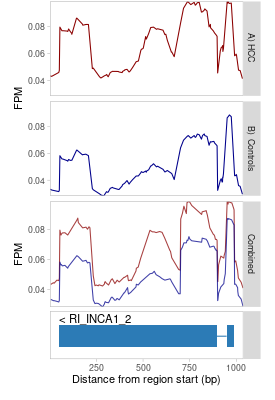 0.08
0.06
0.04
FPM
A) HCC
0.08
0.06
0.04
B) Controls
0.08
0.06
0.04
FPM
Combined
< RI_INCA1_2
250 500 750 1000
Distance from region start (bp)